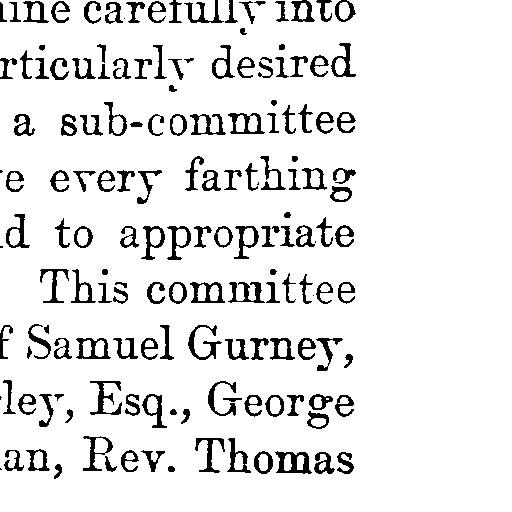 ine carefully into
rticularly desired
a sub-committee
e every farthing
d to appropriate
This committee
f Samuel Gurney,
ley, Esq., George
an, Rev. Thomas